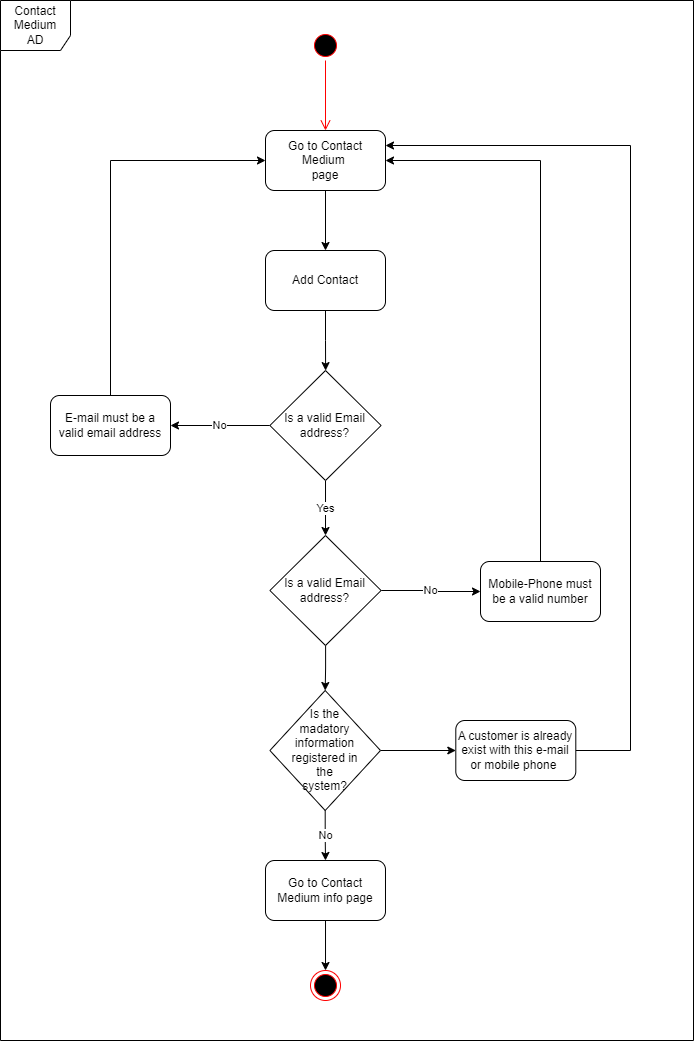 Contact
Medium
AD
Go to Contact
Medium
page
Add Contact
Is a valid Email
address?
No
E-mail must be a
valid email address
Yes
Is a valid Email
address?
No
Mobile-Phone must
be a valid number
Is the
madatory
information
registered in
the
system?
A customer is already
exist with this e-mail
or mobile phone
No
Go to Contact
Medium info page